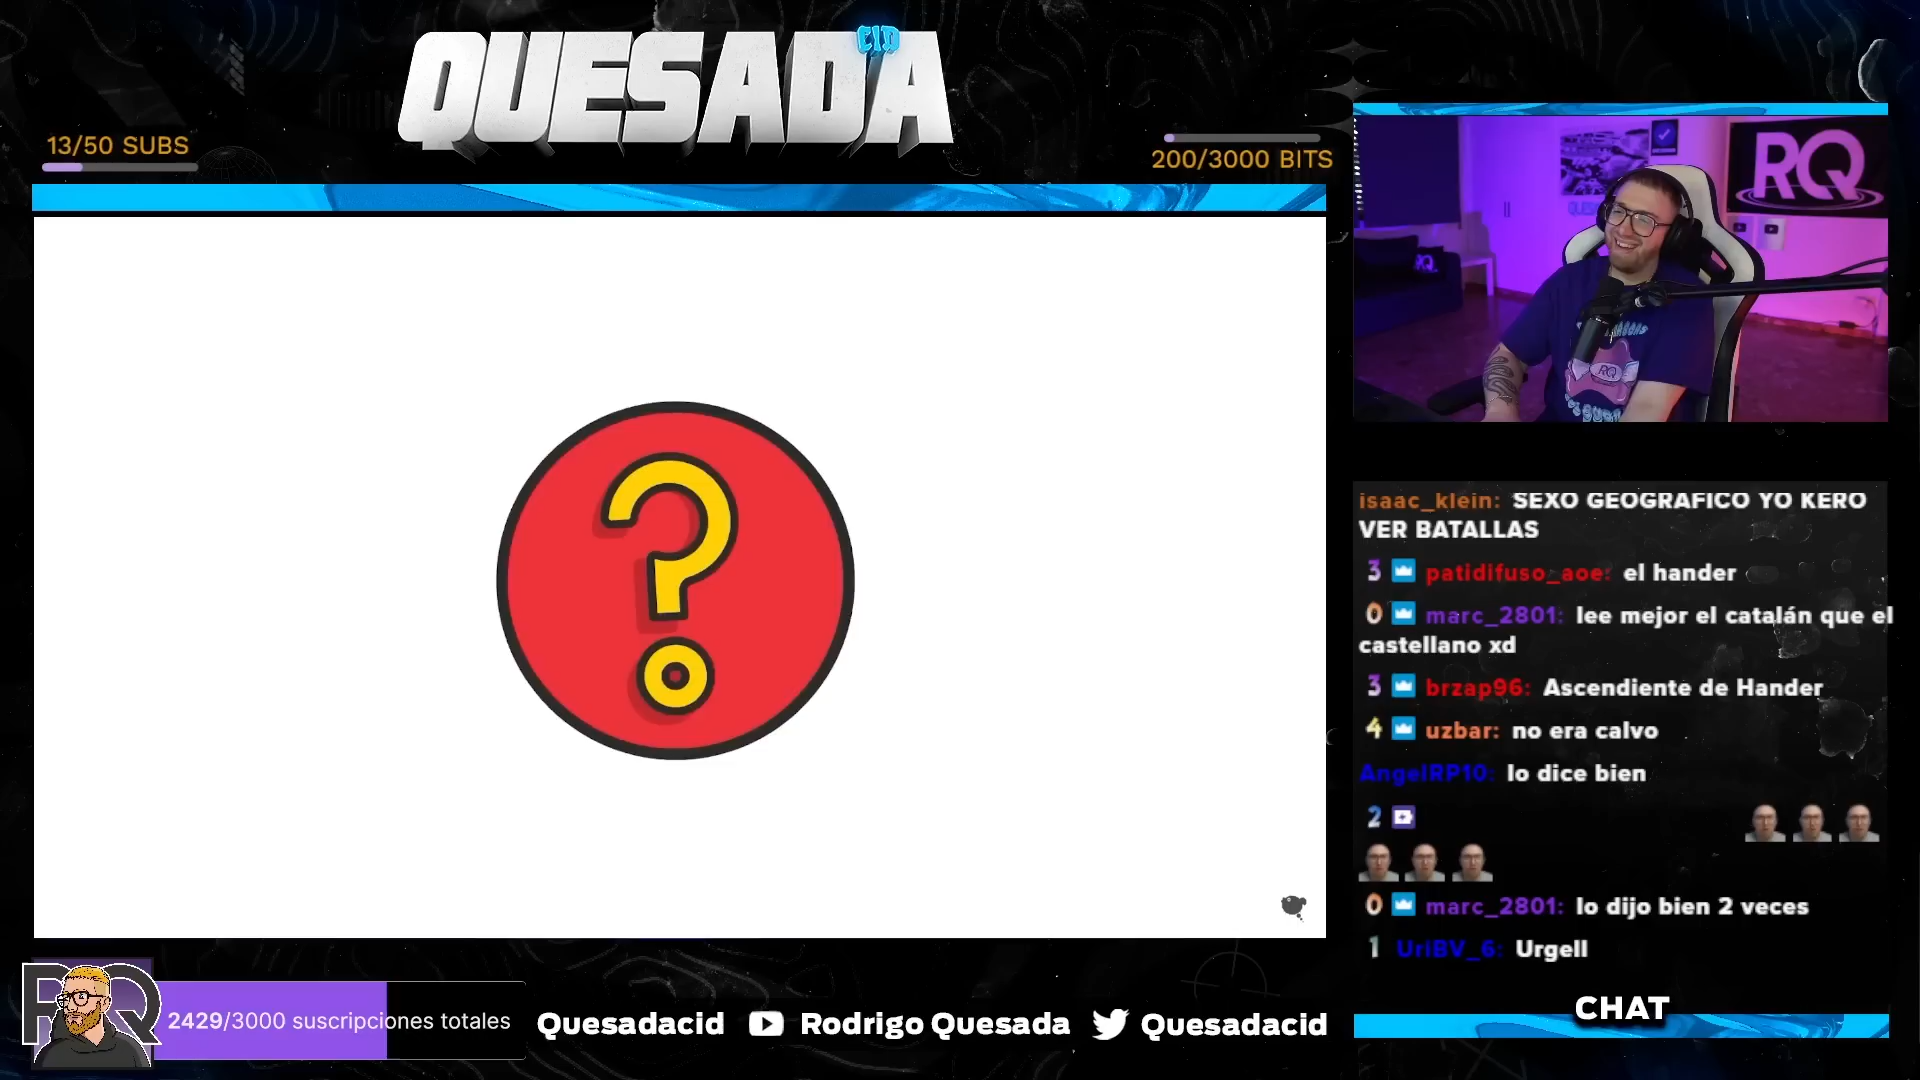 QUESADA
CID
13/50 SUBS
200/3000 BITS
RQ
RQ
RQ
isaac_klein: SEXO GEOGRAFICO YO KERO
VER BATALLAS
3 patidifuso_aoe: el hander
0 marc_2801: lee mejor el catalán que el
castellano xd
3 brzap96: Ascendiente de Hander
4 uzbar: no era calvo
AngelRP10: lo dice bien
2
0 marc_2801: lo dijo bien 2 veces
1 UriBV_6: Urgell
CHAT
RQ
2429/3000 suscripciones totales
Quesadacid
Rodrigo Quesada
Quesadacid